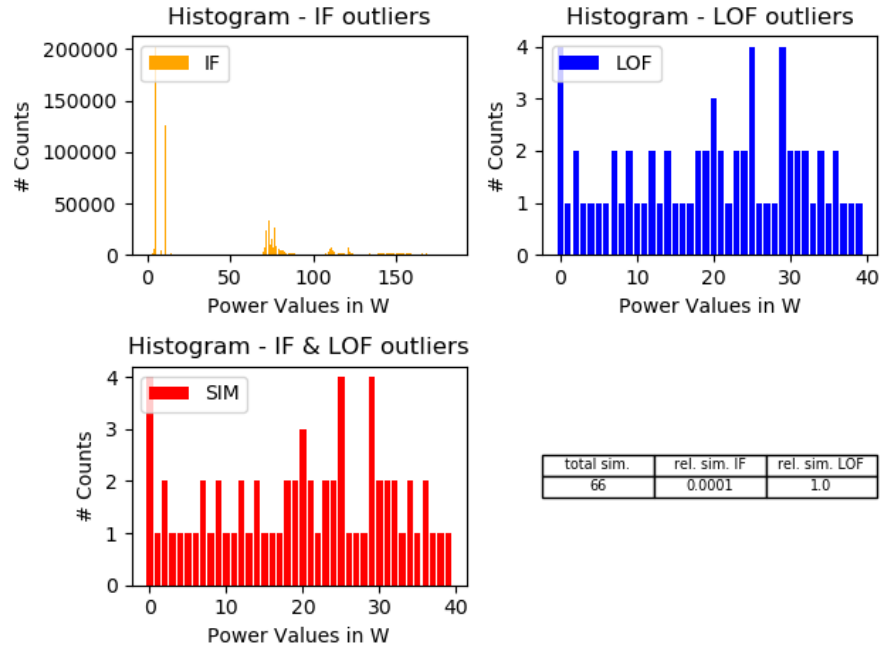 Histogram - IF outliers
200000
150000
100000
50000
0
# Counts
IF
0 50 100 150
Power Values in W
Histogram - LOF outliers
4
3
2
1
0
# Counts
LOF
0 10 20 30 40
Power Values in W
Histogram - IF & LOF outliers
4
3
2
1
0
# Counts
SIM
0 10 20 30 40
Power Values in W
total sim. rel. sim. IF rel. sim. LOF
66 0.0001 1.0